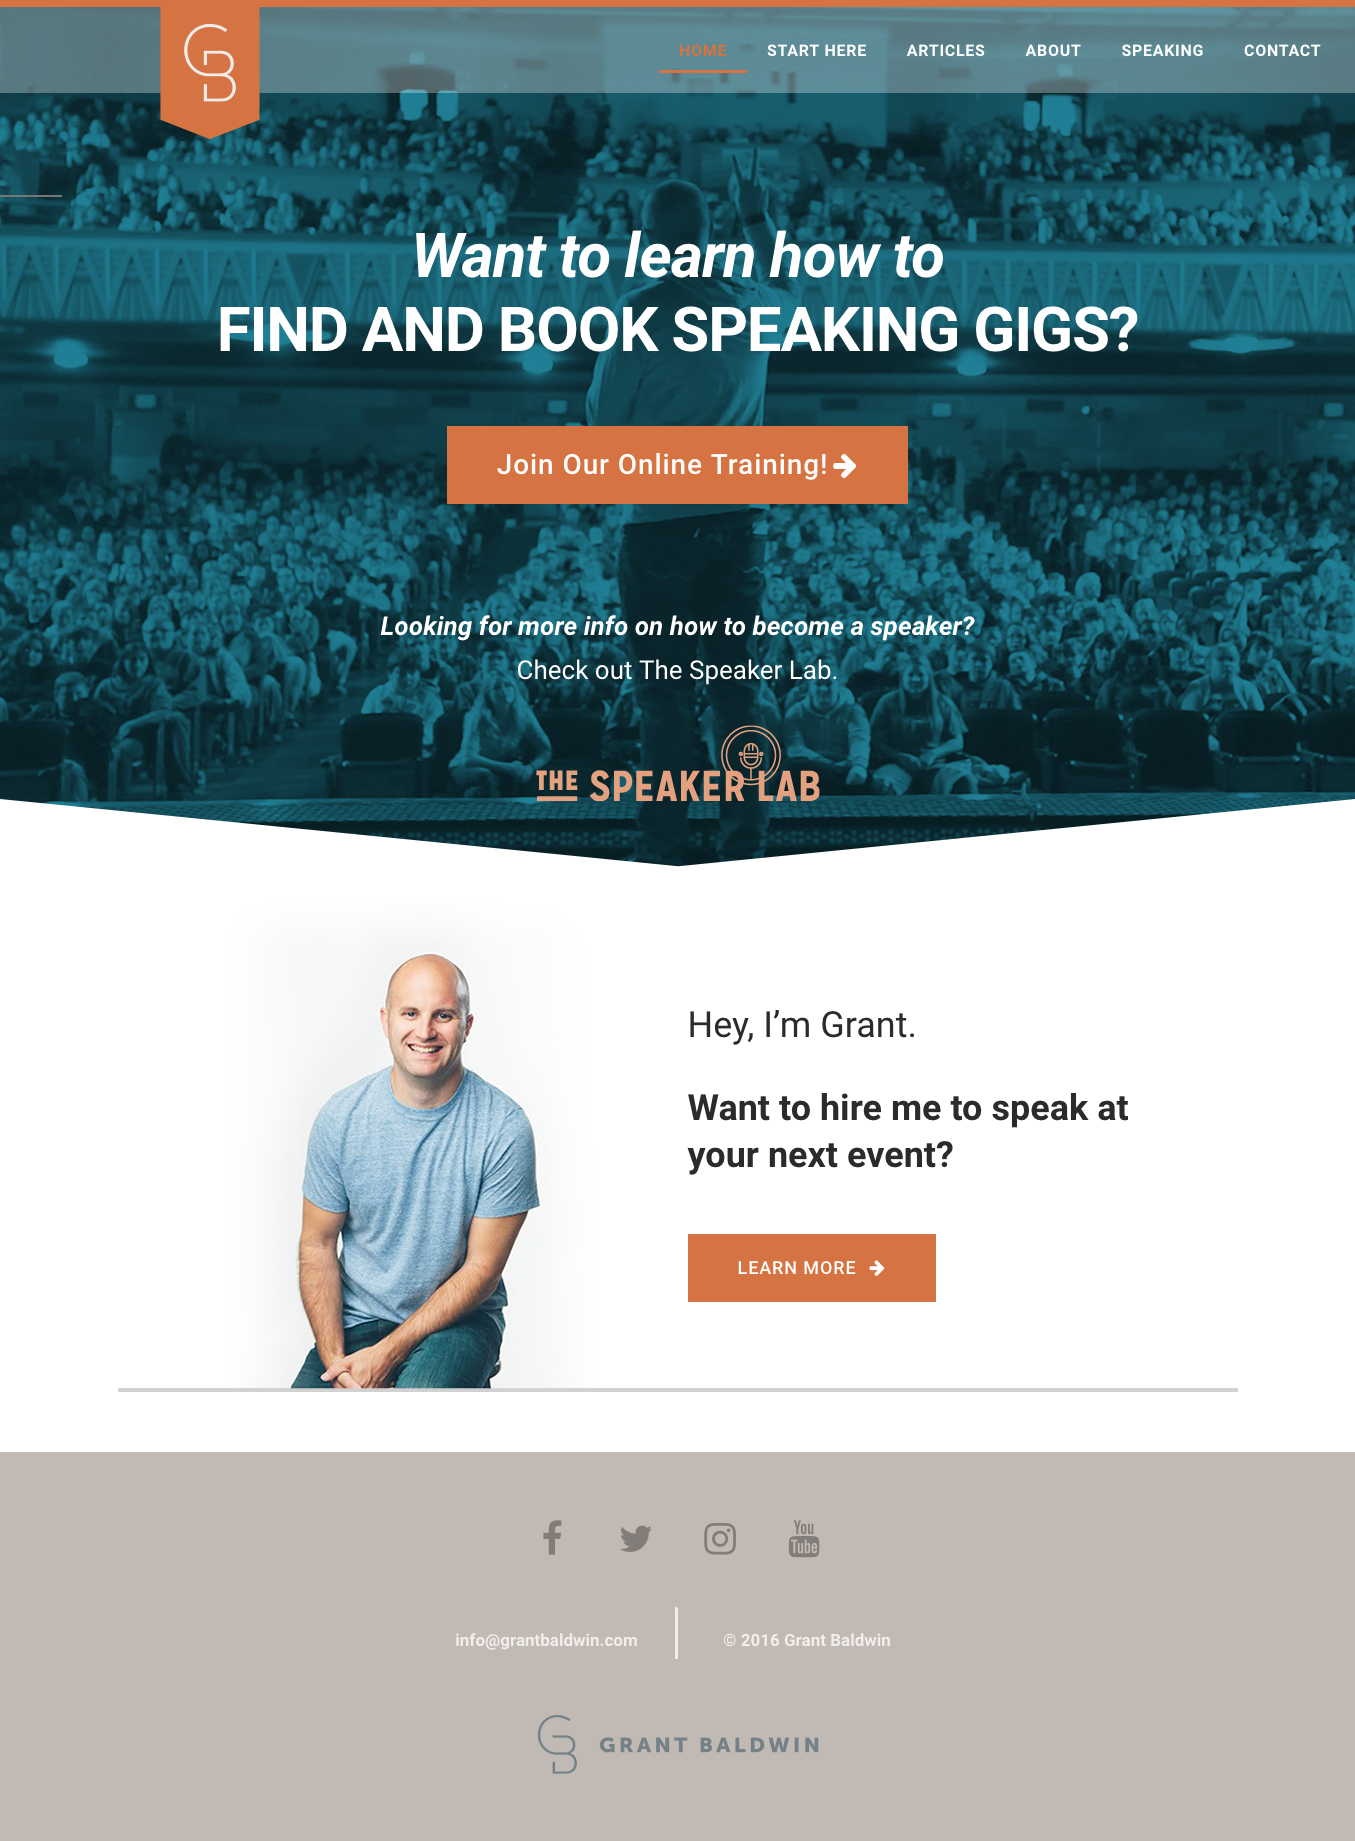 GB
HOME START HERE ARTICLES ABOUT SPEAKING CONTACT
Want to learn how to
FIND AND BOOK SPEAKING GIGS?
Join Our Online Training!
Looking for more info on how to become a speaker?
Check out The Speaker Lab.
THE SPEAKER LAB
Hey, I’m Grant.
Want to hire me to speak at
your next event?
LEARN MORE
You
Tube
info@grantbaldwin.com
© 2016 Grant Baldwin
GB GRANT BALDWIN